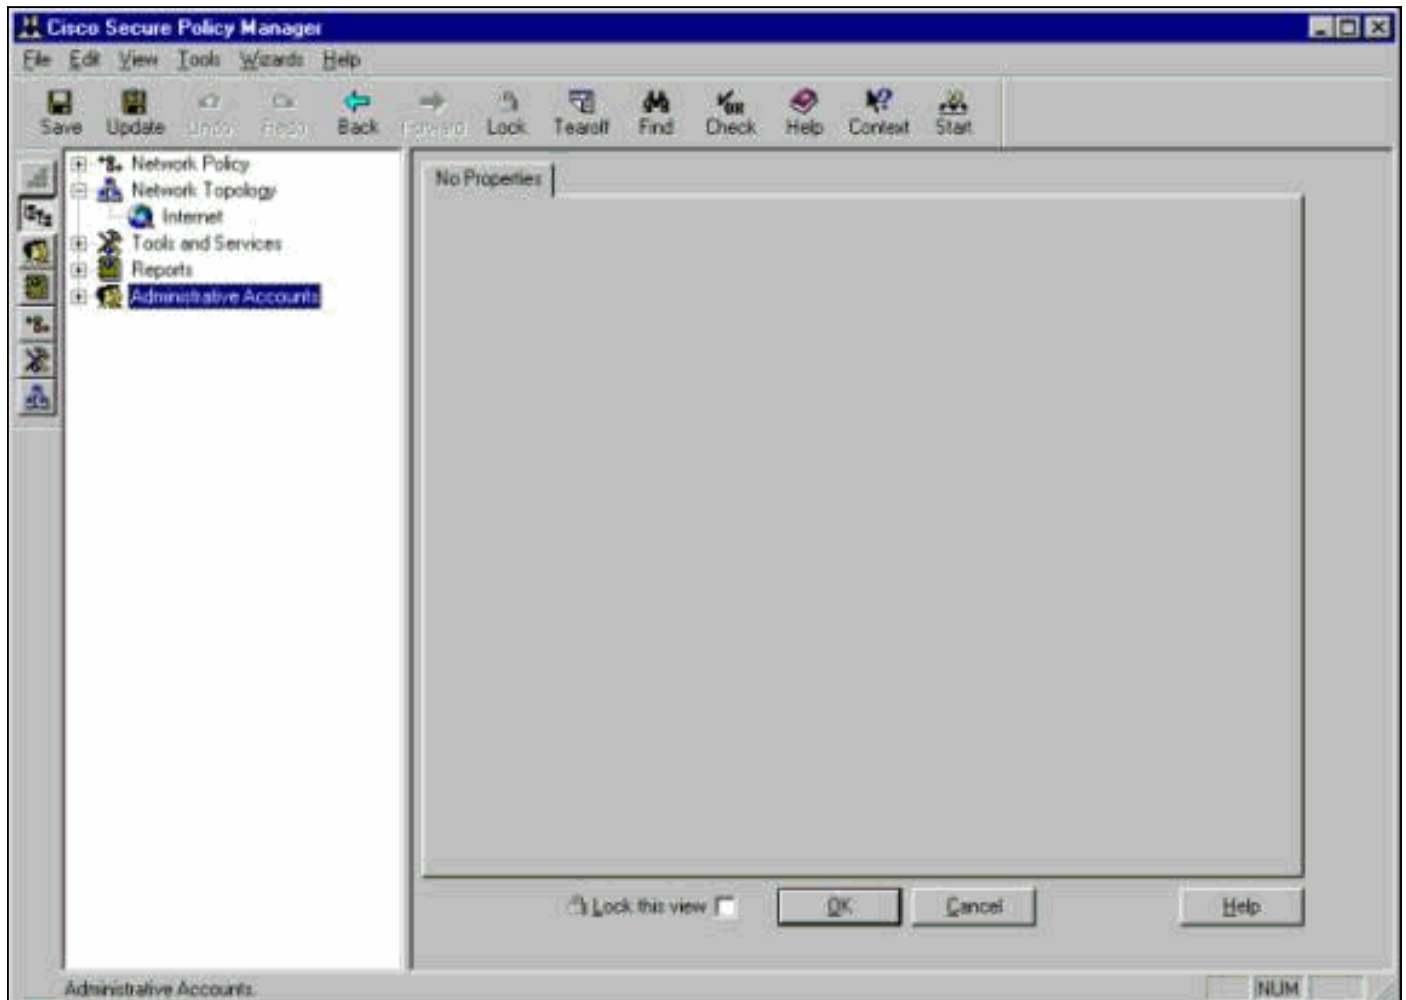 Cisco Secure Policy Manager
File Edit View Tools Wizards Help
Save Update Undo Redo Back Forward Lock Tearoff Find Check Help Context Start
Network Policy
Network Topology
Internet
Tools and Services
Reports
Administrative Accounts
No Properties
Lock this view OK Cancel Help
Administrative Accounts
NUM